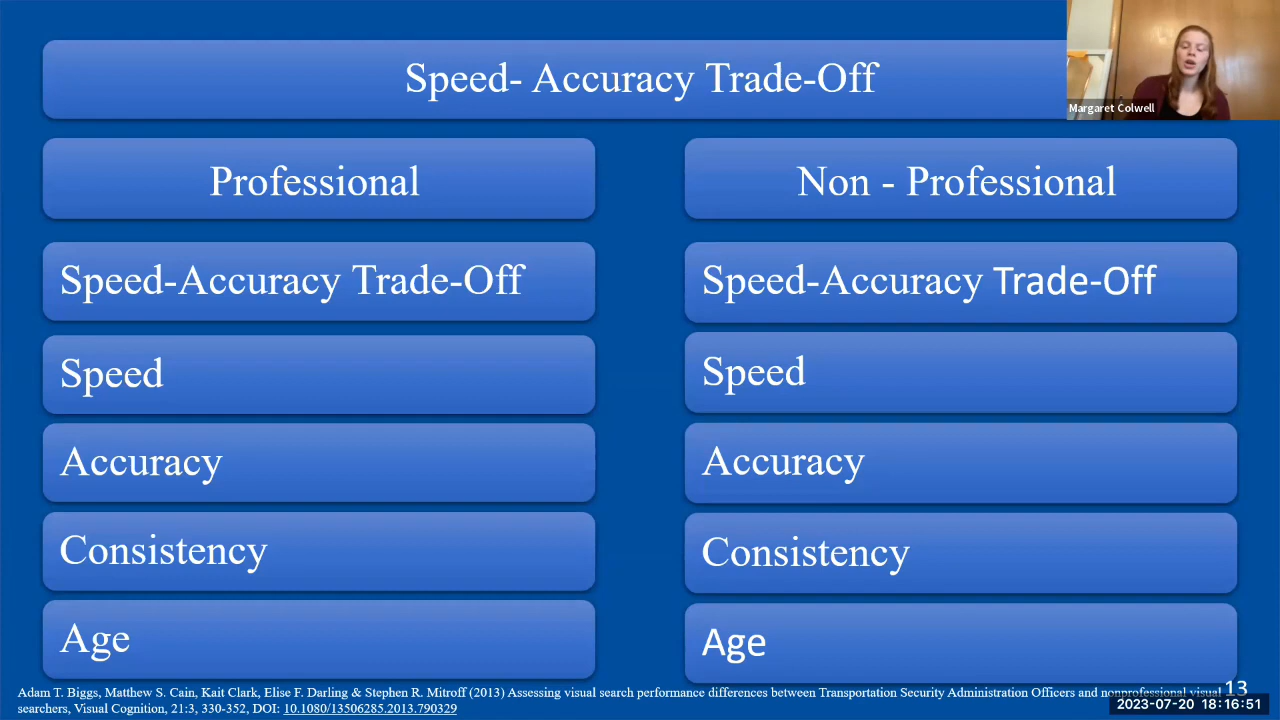 Speed- Accuracy Trade-Off
Margaret Colwell
Professional
Non - Professional
Speed-Accuracy Trade-Off
Speed-Accuracy Trade-Off
Speed
Speed
Accuracy
Accuracy
Consistency
Consistency
Age
Age
Adam T. Biggs, Matthew S. Cain, Kait Clark, Elise F. Darling & Stephen R. Mitroff (2013) Assessing visual search performance differences between Transportation Security Administration Officers and nonprofessional visual
searchers, Visual Cognition, 21:3, 330-352, DOI: 10.1080/13506285.2013.790329
13
2023-07-20 18:16:51